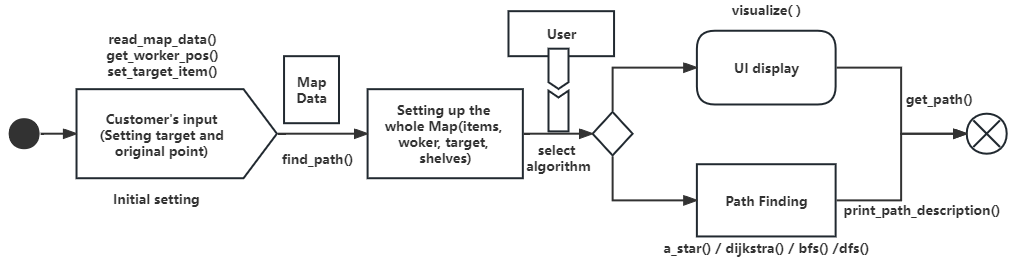 read_map_data()
get_worker_pos()
set_target_item()
Customer's input
(Setting target and
original point)
Initial setting
Map
Data
find_path()
Setting up the
whole Map(items,
woker, target,
shelves)
User
select
algorithm
visualize( )
UI display
get_path()
Path Finding
print_path_description()
a_star() / dijkstra() / bfs() /dfs()